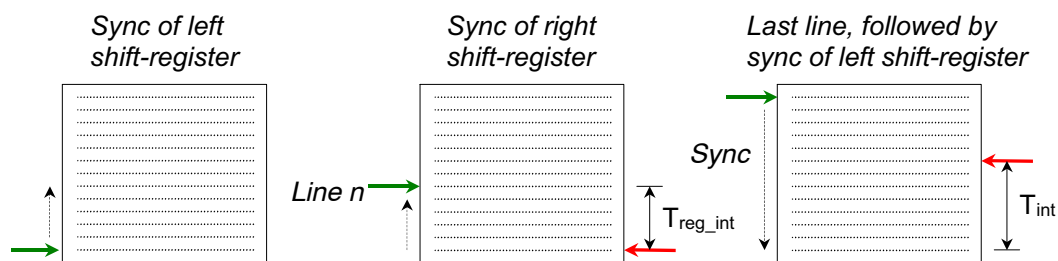 Sync of left
shift-register
Sync of right
shift-register
Last line, followed by
sync of left shift-register
Line n
Treg_int
Sync
Tint